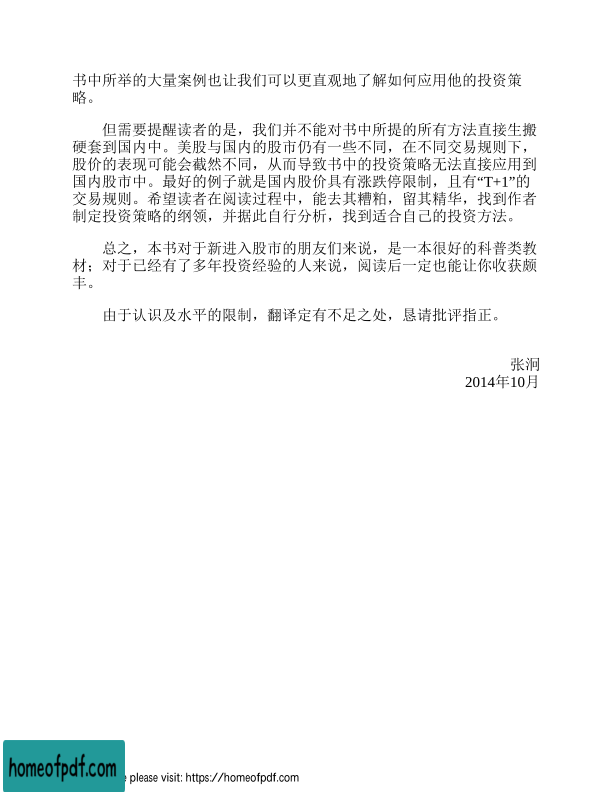 书中所举的大量案例也让我们可以更直观地了解如何应用他的投资策
略。
但需要提醒读者的是，我们并不能对书中所提的所有方法直接生搬
硬套到国内中。美股与国内的股市仍有一些不同，在不同交易规则下，
股价的表现可能会截然不同，从而导致书中的投资策略无法直接应用到
国内股市中。最好的例子就是国内股价具有涨跌停限制，且有“T+1”的
交易规则。希望读者在阅读过程中，能去其糟粕，留其精华，找到作者
制定投资策略的纲领，并据此自行分析，找到适合自己的投资方法。
总之，本书对于新进入股市的朋友们来说，是一本很好的科普类教
材；对于已经有了多年投资经验的人来说，阅读后一定也能让你收获颇
丰。
由于认识及水平的限制，翻译定有不足之处，恳请批评指正。
张泂
2014年10月
homeofpdf.com
e please visit: https://homeofpdf.com